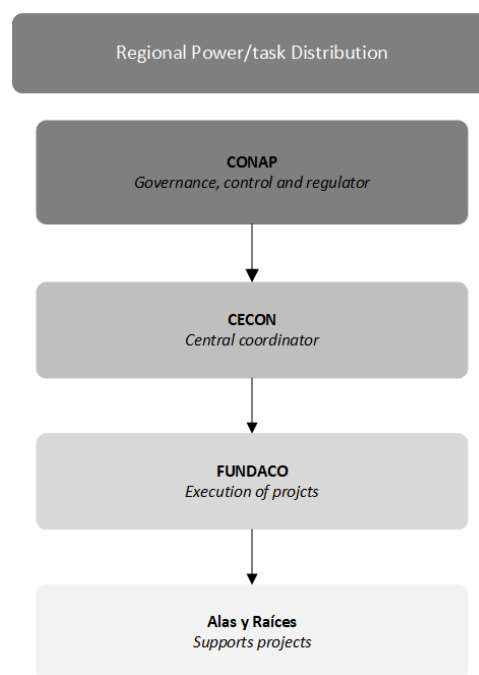 Regional Power/task Distribution
CONAP
Governance, control and regulator
CECON
Central coordinator
FUNDACO
Execution of projcts
Alas y Raíces
Supports projects